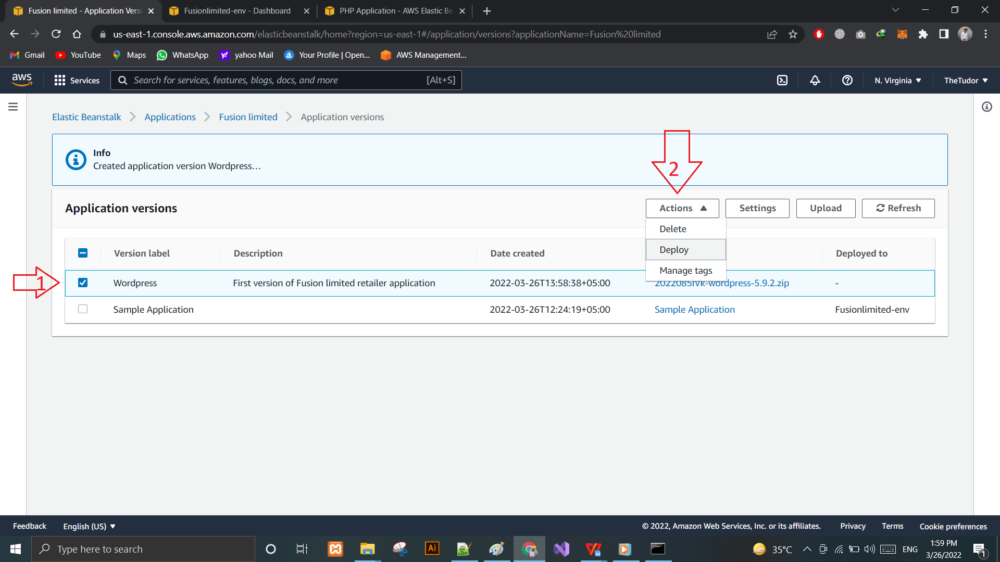 Fusion limited - Application Versi
Fusionlimited-env - Dashboard
PHP Application - AWS Elastic Be
us-east-1.console.aws.amazon.com/elasticbeanstalk/home?region=us-east-1#/application/versions?applicationName=Fusion%20limited
Gmail YouTube Maps WhatsApp yahoo Mail Your Profile | Open... AWS Management...
aws Services Search for services, features, blogs, docs, and more [Alt+S] N. Virginia TheTudor
Elastic Beanstalk Applications Fusion limited Application versions
Info
Created application version Wordpress…
2
Application versions Actions Settings Upload Refresh
Delete
Deploy
Manage tags
Version label Description Date created Deployed to
1
Wordpress First version of Fusion limited retailer application 2022-03-26T13:58:38+05:00 2022085IVk-wordpress-5.9.2.zip -
Sample Application 2022-03-26T12:24:19+05:00 Sample Application Fusionlimited-env
Feedback English (US) © 2022, Amazon Web Services, Inc. or its affiliates. Privacy Terms Cookie preferences
Type here to search Ai 35°C ENG 1:59 PM
3/26/2022 1